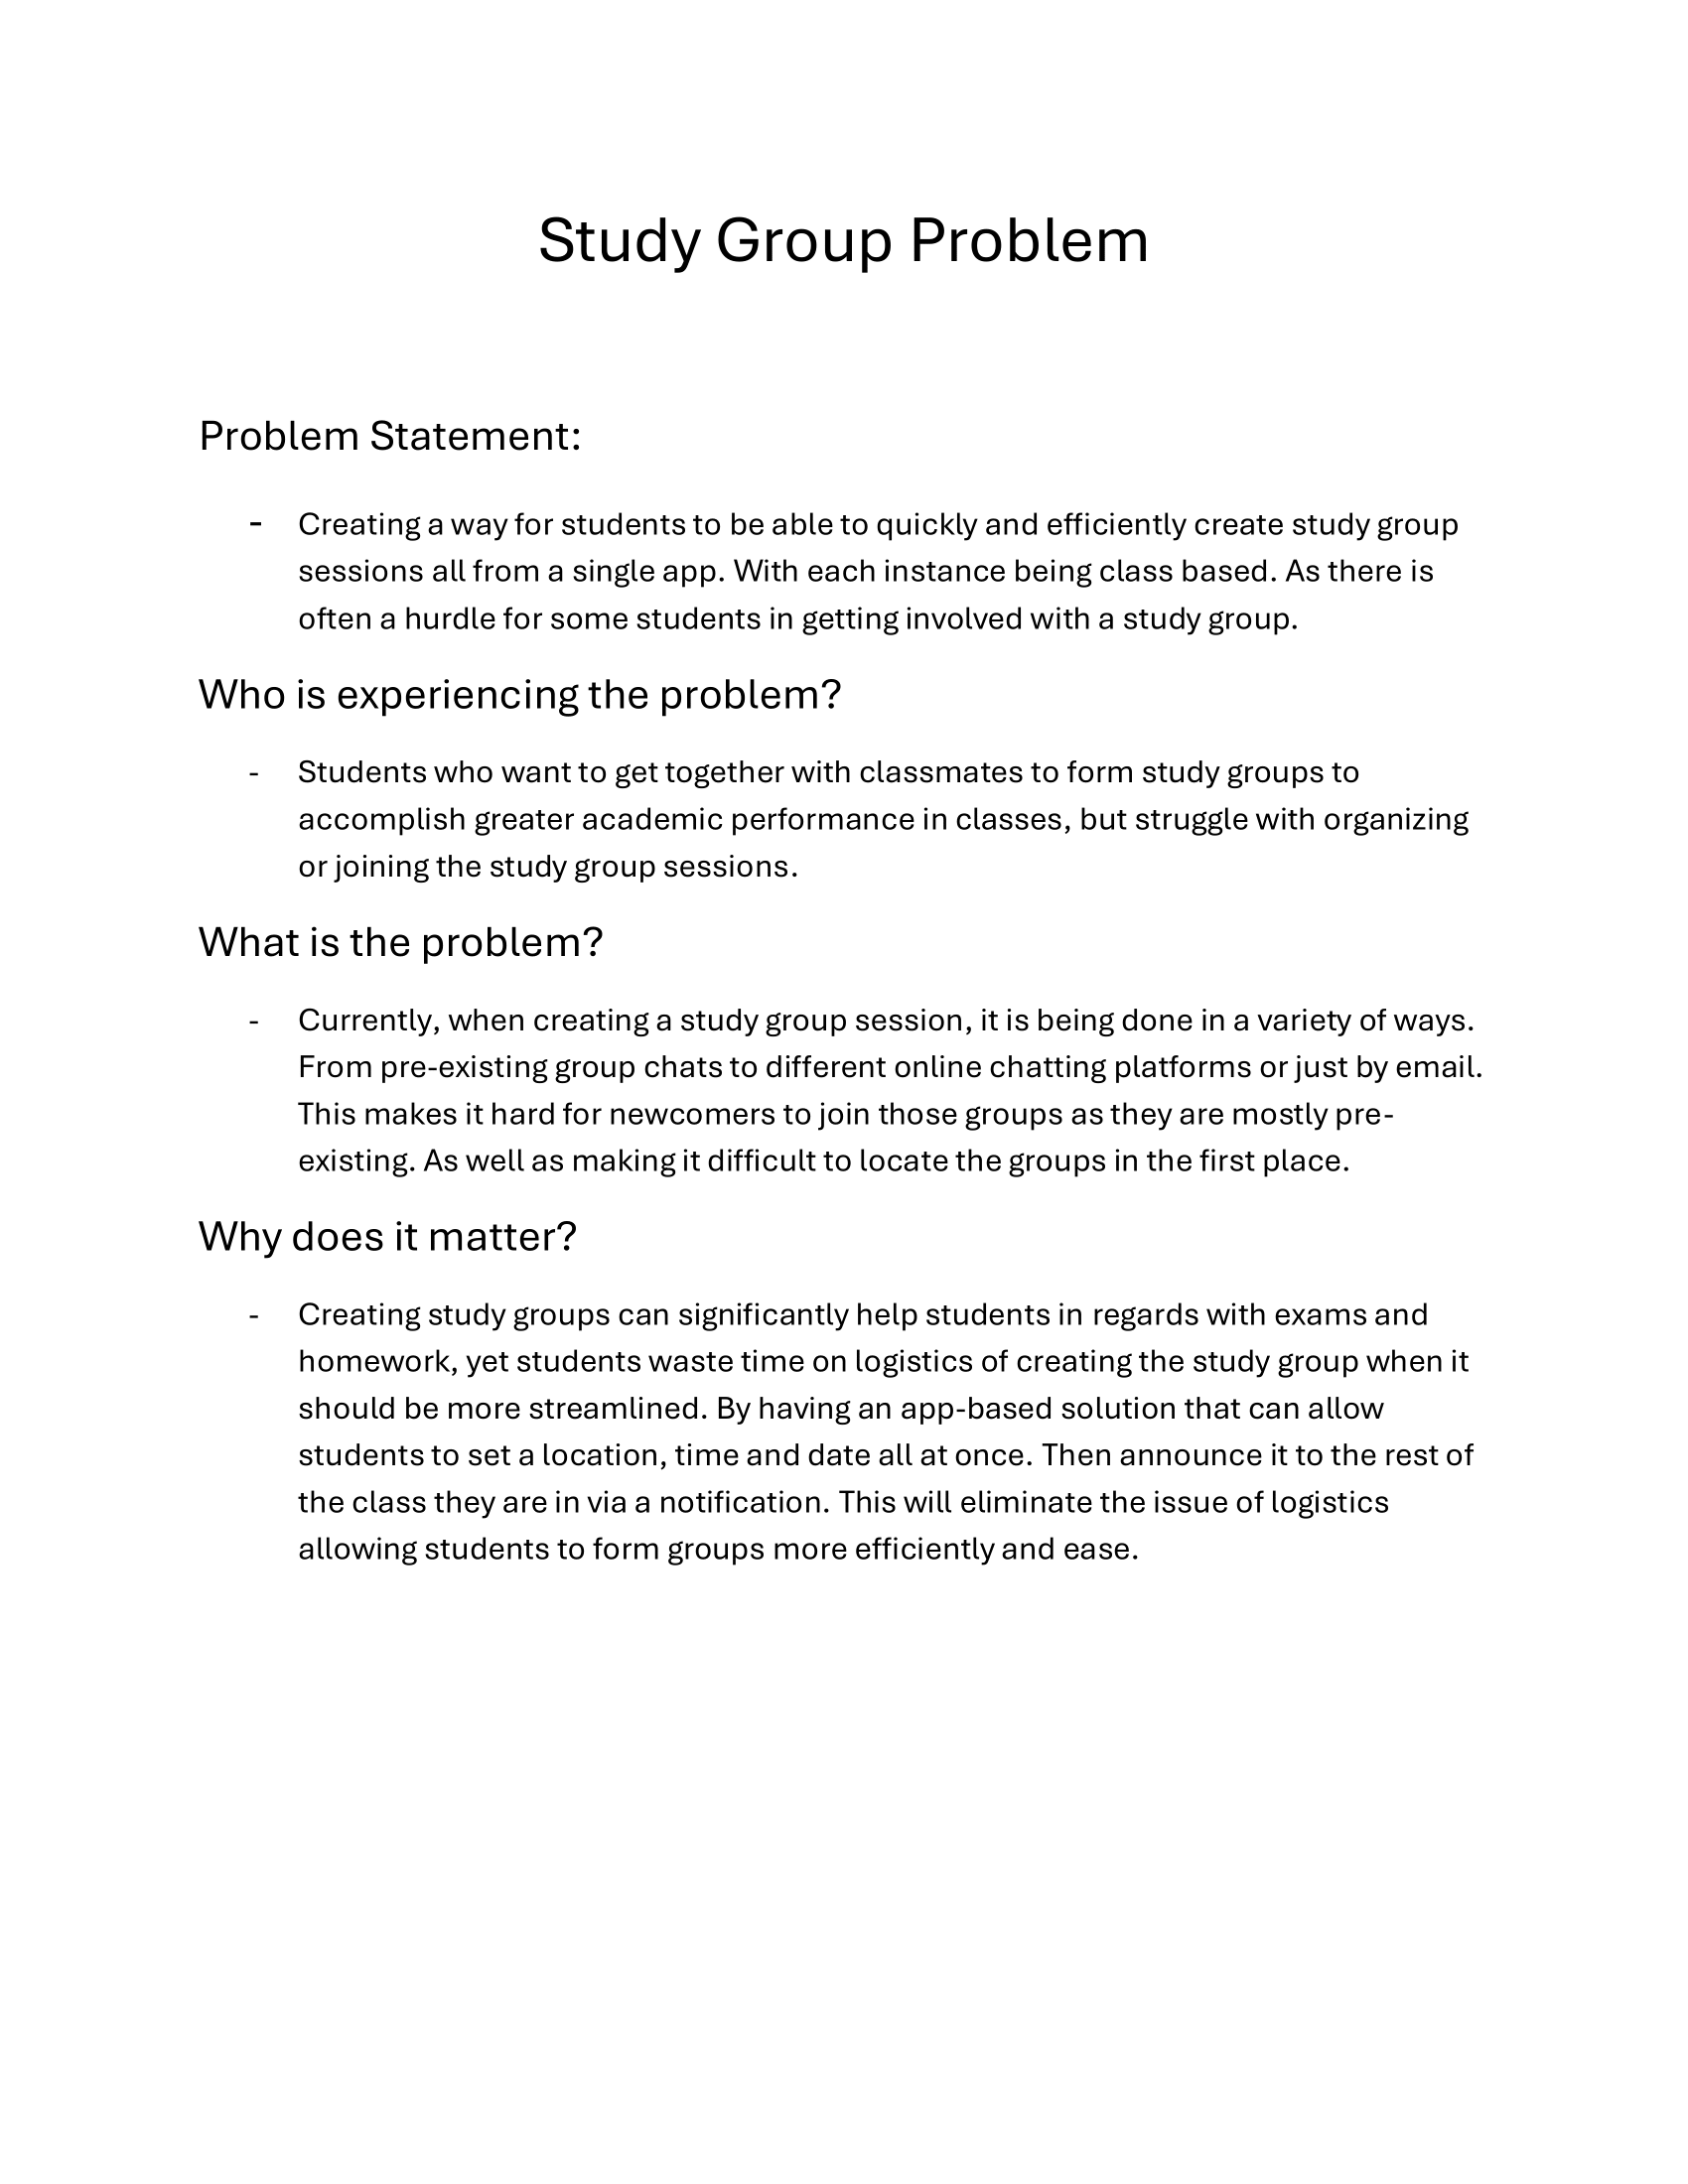 Study Group Problem
Problem Statement:
- Creating a way for students to be able to quickly and efficiently create study group
sessions all from a single app. With each instance being class based. As there is
often a hurdle for some students in getting involved with a study group.
Who is experiencing the problem?
- Students who want to get together with classmates to form study groups to
accomplish greater academic performance in classes, but struggle with organizing
or joining the study group sessions.
What is the problem?
- Currently, when creating a study group session, it is being done in a variety of ways.
From pre-existing group chats to different online chatting platforms or just by email.
This makes it hard for newcomers to join those groups as they are mostly pre-
existing. As well as making it difficult to locate the groups in the first place.
Why does it matter?
- Creating study groups can significantly help students in regards with exams and
homework, yet students waste time on logistics of creating the study group when it
should be more streamlined. By having an app-based solution that can allow
students to set a location, time and date all at once. Then announce it to the rest of
the class they are in via a notification. This will eliminate the issue of logistics
allowing students to form groups more efficiently and ease.